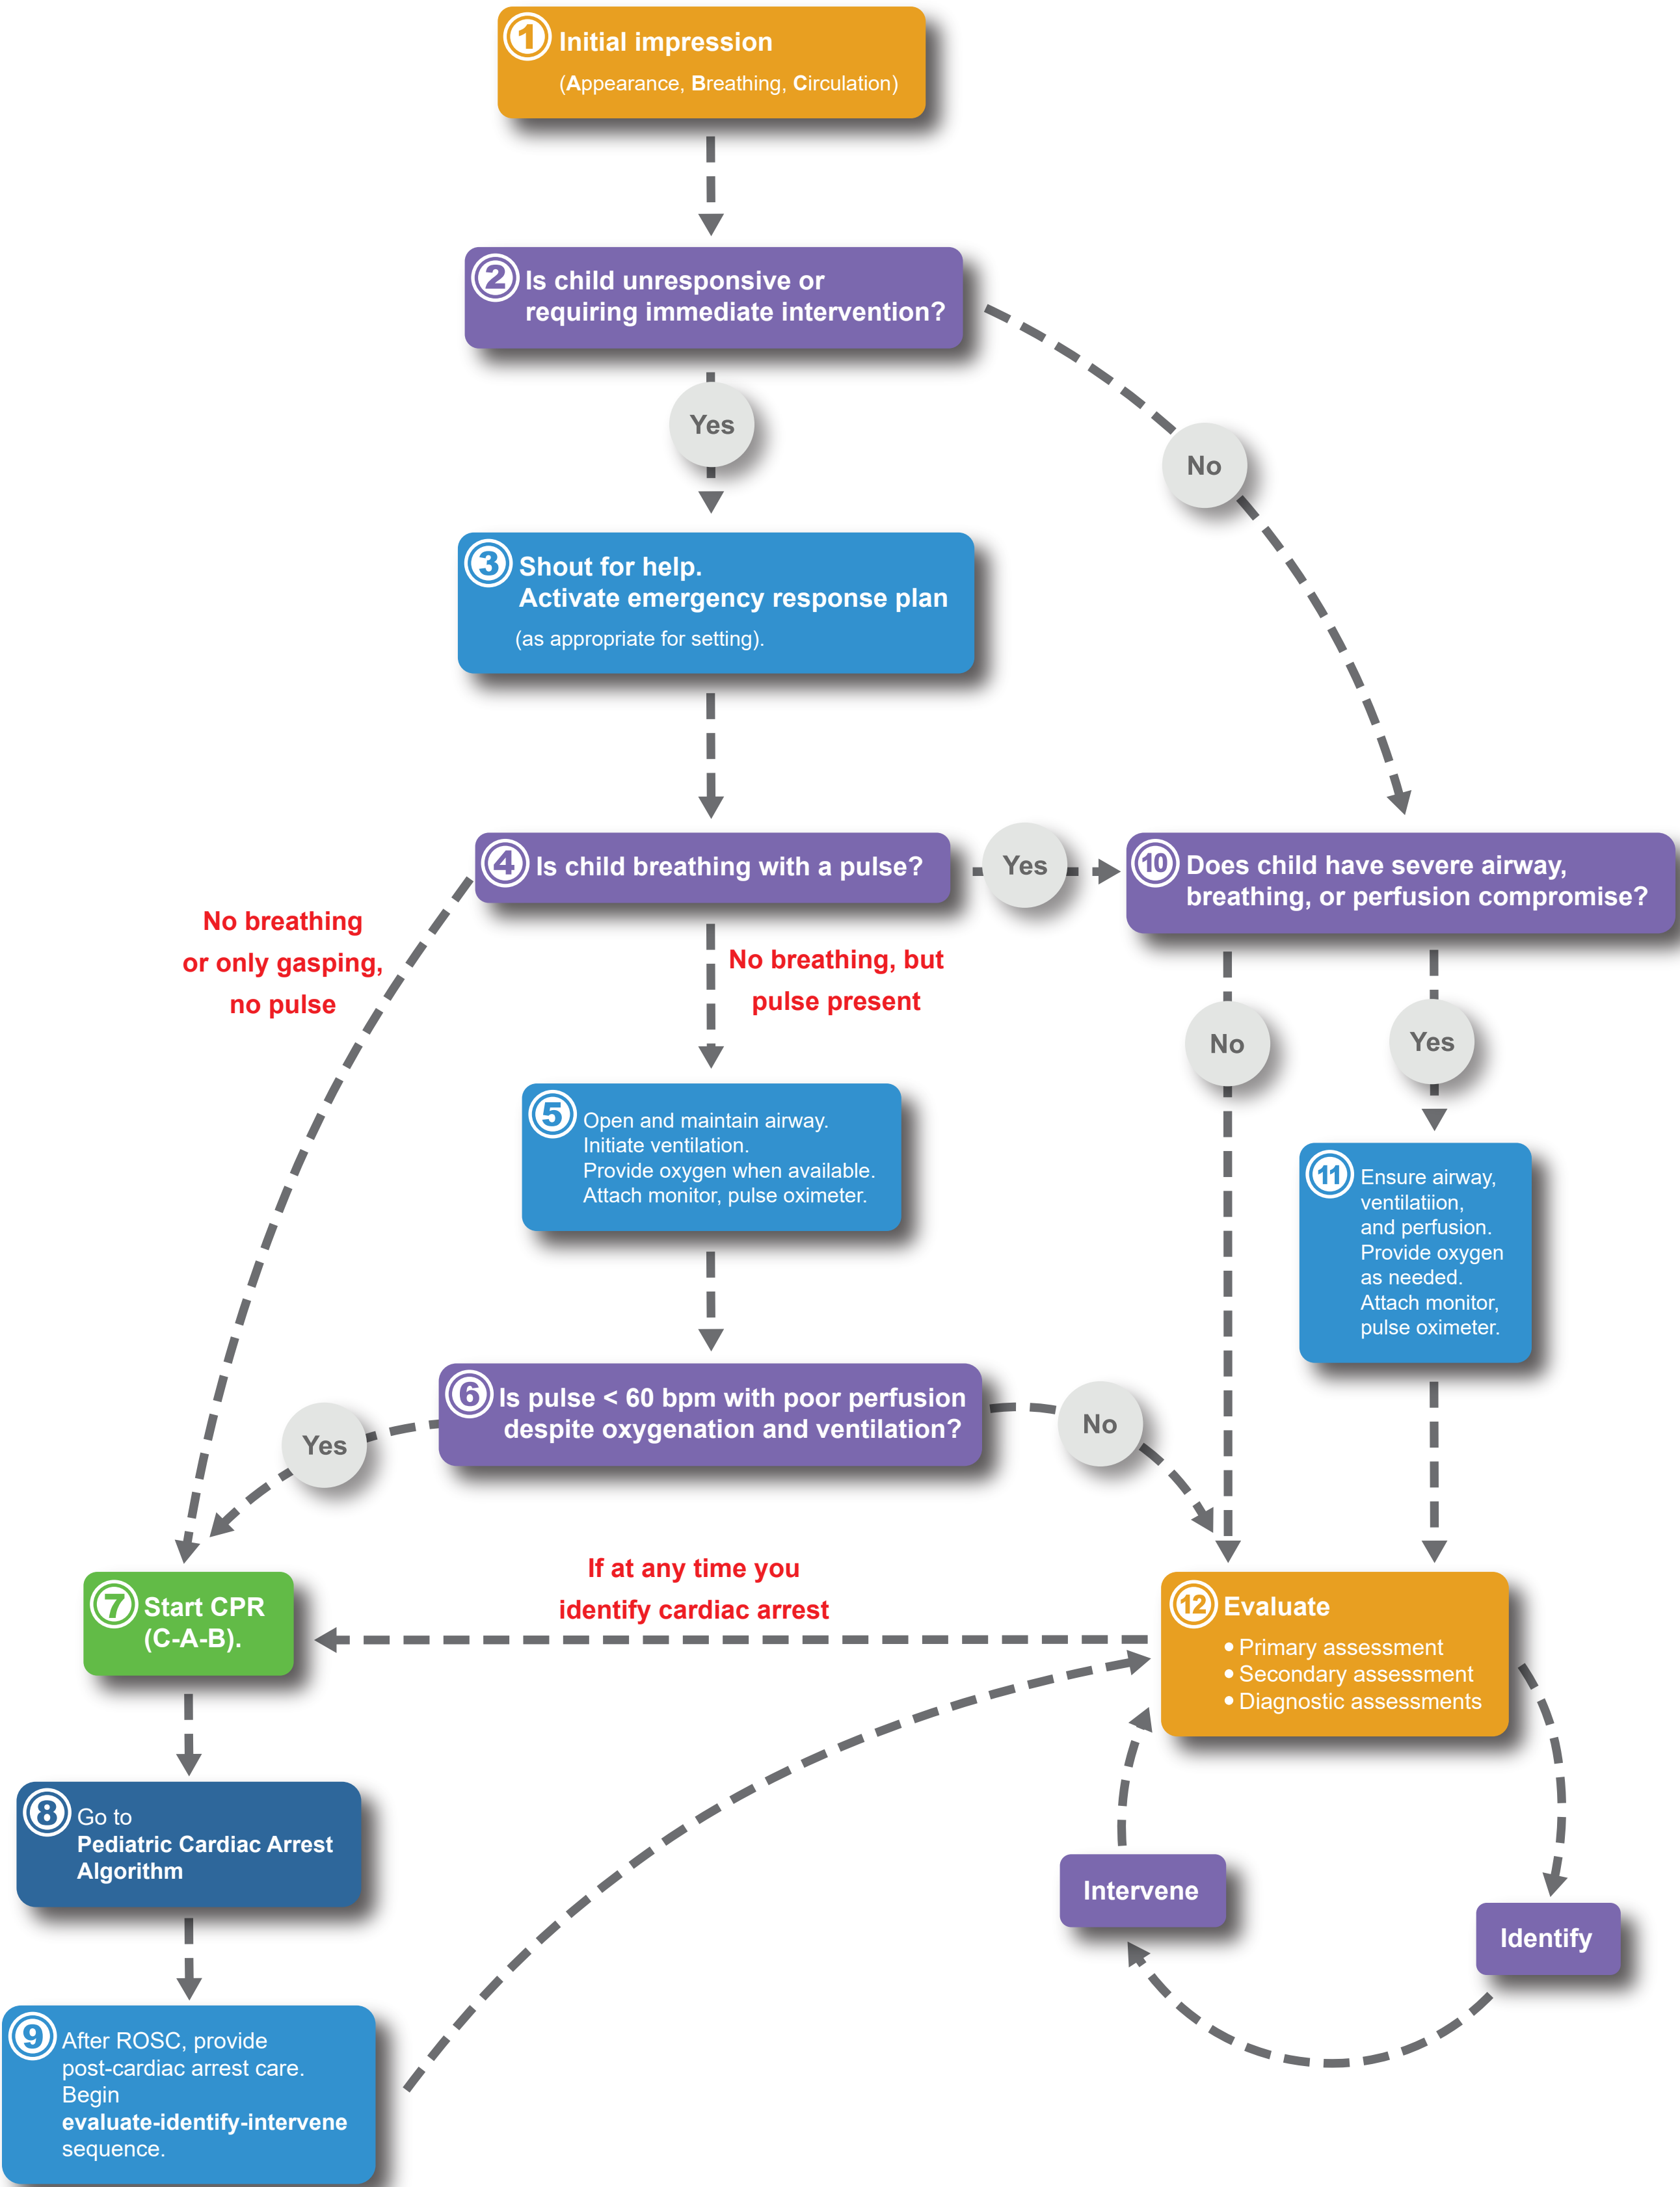 1 Initial impression
(Appearance, Breathing, Circulation)
2 Is child unresponsive or
requiring immediate intervention?
Yes
No
3 Shout for help.
Activate emergency response plan
(as appropriate for setting).
4 Is child breathing with a pulse?
Yes
10 Does child have severe airway,
breathing, or perfusion compromise?
No breathing
or only gasping,
no pulse
No breathing, but
pulse present
No
Yes
5 Open and maintain airway.
Initiate ventilation.
Provide oxygen when available.
Attach monitor, pulse oximeter.
11 Ensure airway,
ventilatiion,
and perfusion.
Provide oxygen
as needed.
Attach monitor,
pulse oximeter.
6 Is pulse < 60 bpm with poor perfusion
despite oxygenation and ventilation?
Yes
No
If at any time you
identify cardiac arrest
7 Start CPR
(C-A-B).
12 Evaluate
• Primary assessment
• Secondary assessment
• Diagnostic assessments
8 Go to
Pediatric Cardiac Arrest
Algorithm
Intervene
Identify
9 After ROSC, provide
post-cardiac arrest care.
Begin
evaluate-identify-intervene
sequence.